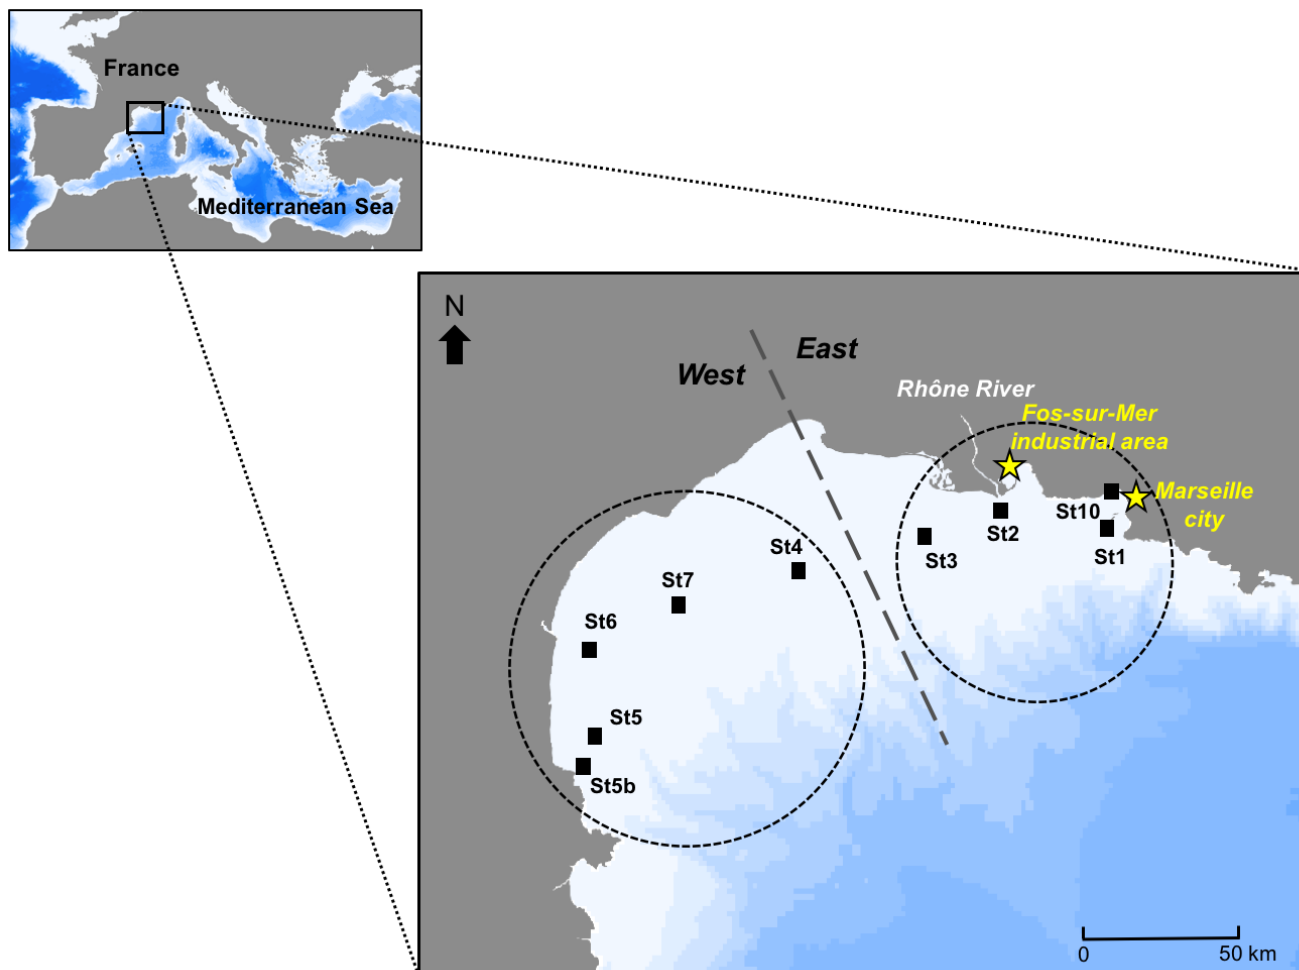 France
Mediterranean Sea
N
West
East
Rhône River
Fos-sur-Mer
industrial area
Marseille
city
St10
St2
St1
St3
St4
St7
St6
St5
St5b
0
50 km